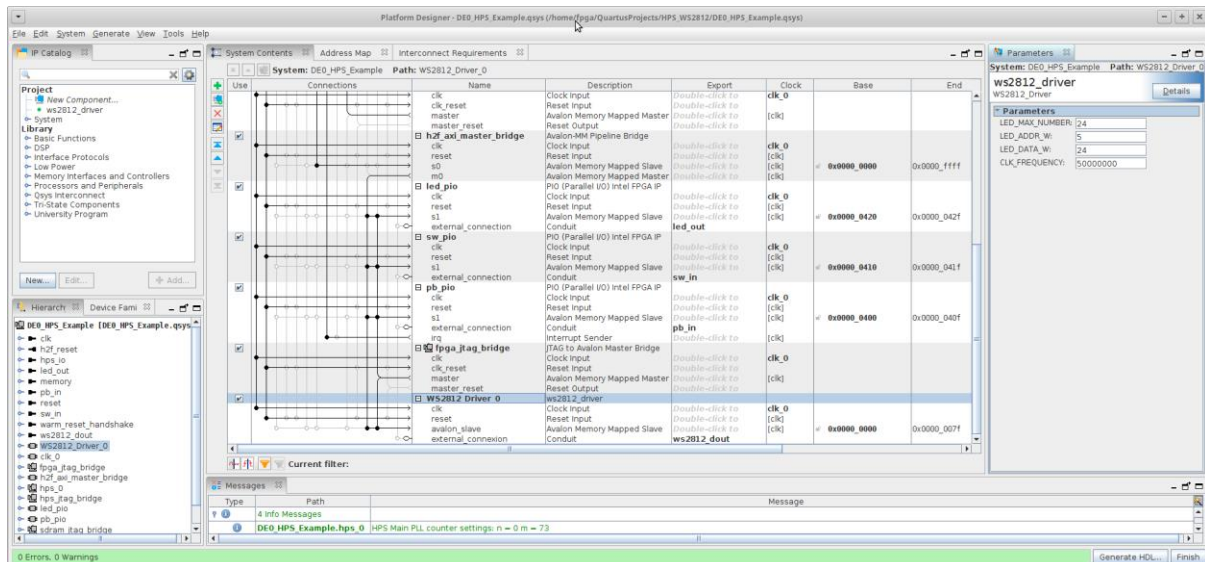 Platform Designer - DE0_HPS_Example.qsys (/home/fpga/QuartusProjects/HPS_WS2812/DE0_HPS_Example.qsys)
File Edit System Generate View Tools Help
IP Catalog
Project
New Component...
ws2812_driver
System
Library
Basic Functions
DSP
Interface Protocols
Low Power
Memory Interfaces and Controllers
Processors and Peripherals
Qsys Interconnect
Tri-State Components
University Program
New... Edit... Add...
Hierarch Device Fami
DE0_HPS_Example [DE0_HPS_Example.qsys
clk
h2f_reset
hps_io
led_out
memory
pb_in
reset
sw_in
warm_reset_handshake
ws2812_dout
WS2812_Driver_0
clk_0
fpga_jtag_bridge
h2f_axi_master_bridge
hps_0
hps_jtag_bridge
led_pio
pb_pio
sdram_jtag_bridge
System Contents Address Map Interconnect Requirements
System: DE0_HPS_Example Path: WS2812_Driver_0
Use Connections Name Description Export Clock Base End
clk Clock Input Double-click to clk_0
clk_reset Reset Input Double-click to
master Avalon Memory Mapped Master Double-click to [clk]
master_reset Reset Output Double-click to
h2f_axi_master_bridge Avalon-MM Pipeline Bridge
clk Clock Input Double-click to clk_0
reset Reset Input Double-click to [clk]
s0 Avalon Memory Mapped Slave Double-click to [clk] 0x0000_0000 0x0000_ffff
m0 Avalon Memory Mapped Master Double-click to [clk]
led_pio PIO (Parallel I/O) Intel FPGA IP
clk Clock Input Double-click to clk_0
reset Reset Input Double-click to [clk]
s1 Avalon Memory Mapped Slave Double-click to [clk] 0x0000_0420 0x0000_042f
external_connection Conduit led_out
sw_pio PIO (Parallel I/O) Intel FPGA IP
clk Clock Input Double-click to clk_0
reset Reset Input Double-click to [clk]
s1 Avalon Memory Mapped Slave Double-click to [clk] 0x0000_0410 0x0000_041f
external_connection Conduit sw_in
pb_pio PIO (Parallel I/O) Intel FPGA IP
clk Clock Input Double-click to clk_0
reset Reset Input Double-click to [clk]
s1 Avalon Memory Mapped Slave Double-click to [clk] 0x0000_0400 0x0000_040f
external_connection Conduit pb_in
irq Interrupt Sender Double-click to [clk]
fpga_jtag_bridge JTAG to Avalon Master Bridge
clk Clock Input Double-click to clk_0
clk_reset Reset Input Double-click to
master Avalon Memory Mapped Master Double-click to [clk]
master_reset Reset Output Double-click to
WS2812_Driver_0 ws2812_driver
clk Clock Input Double-click to clk_0
reset Reset Input Double-click to [clk]
avalon_slave Avalon Memory Mapped Slave Double-click to [clk] 0x0000_0000 0x0000_007f
external_connexion Conduit ws2812_dout
Current filter:
Messages
Type Path Message
4 Info Messages
DE0_HPS_Example.hps_0 HPS Main PLL counter settings: n = 0 m = 73
Parameters
System: DE0_HPS_Example Path: WS2812_Driver_0
ws2812_driver
WS2812_Driver
Details
Parameters
LED_MAX_NUMBER: 24
LED_ADDR_W: 5
LED_DATA_W: 24
CLK_FREQUENCY: 50000000
0 Errors, 0 Warnings
Generate HDL... Finish